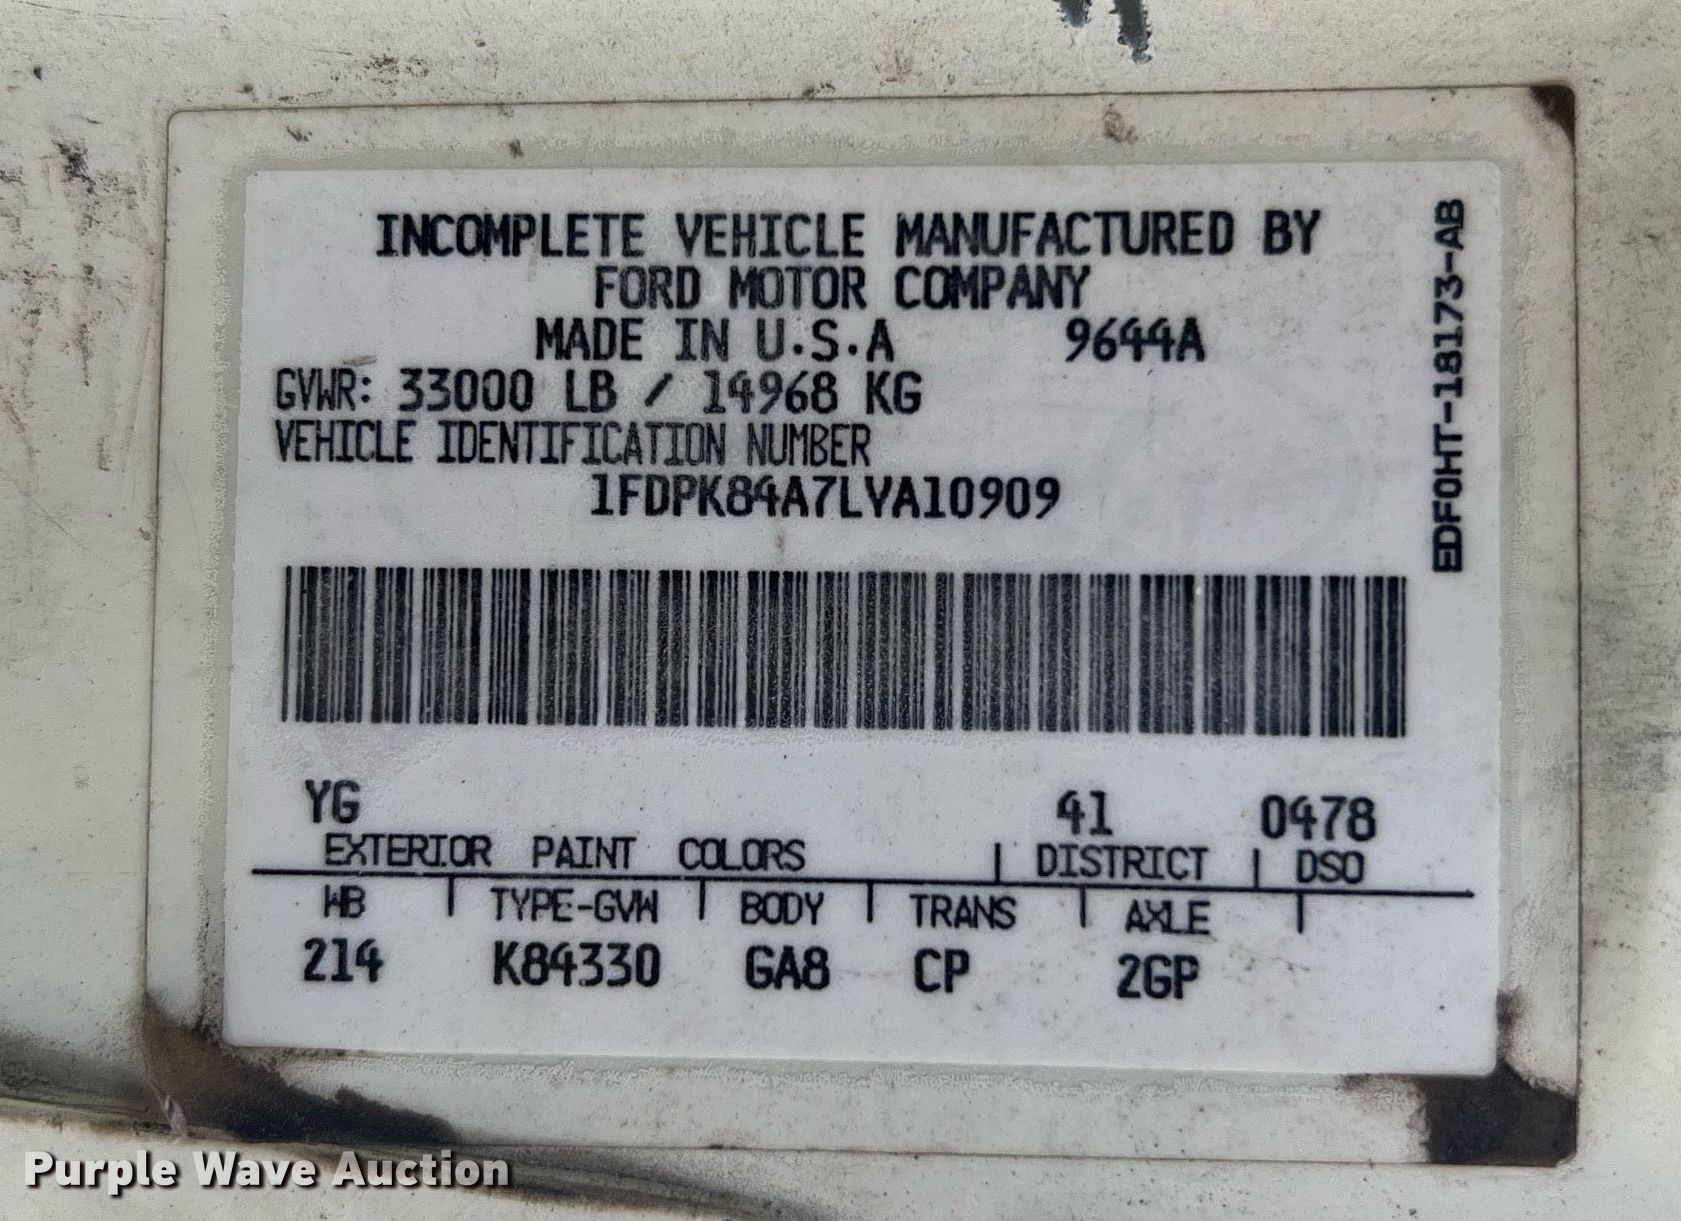 INCOMPLETE VEHICLE MANUFACTURED BY
FORD MOTOR COMPANY
MADE IN U.S.A 9644A
GVWR: 33000 LB / 14968 KG
VEHICLE IDENTIFICATION NUMBER
1FDPK84A7LVA10909
EDF0HT-18173-AB
YG 41 0478
EXTERIOR PAINT COLORS | DISTRICT | DSO
WB | TYPE-GVW | BODY | TRANS | AXLE |
214 K84330 GA8 CP 2GP
Purple Wave Auction